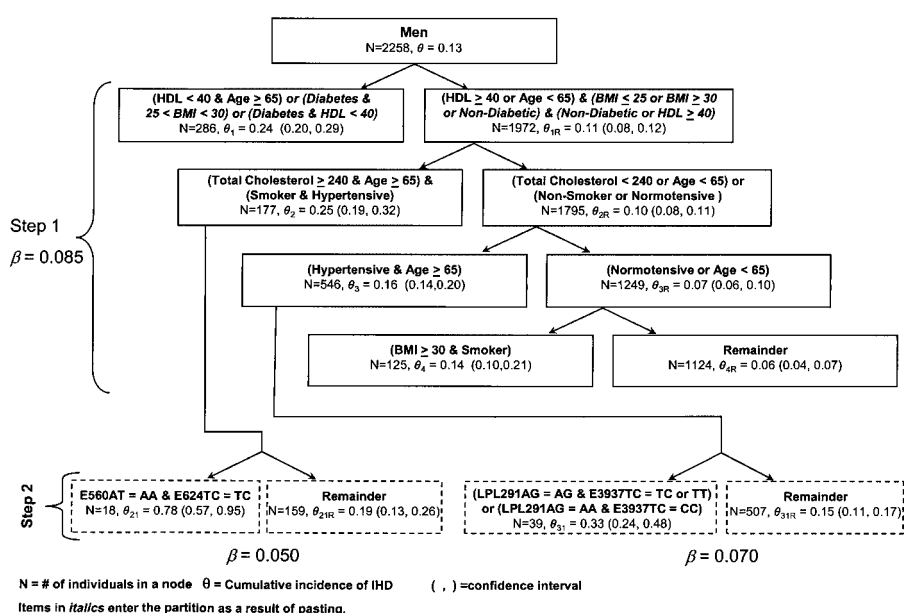 Men
N=2258, θ = 0.13
(HDL < 40 & Age ≥ 65) or (Diabetes &
25 < BMI < 30) or (Diabetes & HDL < 40)
N=286, θ1 = 0.24 (0.20, 0.29)
(HDL ≥ 40 or Age < 65) & (BMI ≤ 25 or BMI ≥ 30
or Non-Diabetic) & (Non-Diabetic or HDL ≥ 40)
N=1972, θ1R = 0.11 (0.08, 0.12)
Step 1
β = 0.085
(Total Cholesterol ≥ 240 & Age ≥ 65) &
(Smoker & Hypertensive)
N=177, θ2 = 0.25 (0.19, 0.32)
(Total Cholesterol < 240 or Age < 65) or
(Non-Smoker or Normotensive )
N=1795, θ2R = 0.10 (0.08, 0.11)
(Hypertensive & Age ≥ 65)
N=546, θ3 = 0.16 (0.14,0.20)
(Normotensive or Age < 65)
N=1249, θ3R = 0.07 (0.06, 0.10)
(BMI ≥ 30 & Smoker)
N=125, θ4 = 0.14 (0.10,0.21)
Remainder
N=1124, θ4R = 0.06 (0.04, 0.07)
Step 2
E560AT = AA & E624TC = TC
N=18, θ21 = 0.78 (0.57, 0.95)
Remainder
N=159, θ21R = 0.19 (0.13, 0.26)
(LPL291AG = AG & E3937TC = TC or TT)
or (LPL291AG = AA & E3937TC = CC)
N=39, θ31 = 0.33 (0.24, 0.48)
Remainder
N=507, θ31R = 0.15 (0.11, 0.17)
β = 0.050
β = 0.070
N = # of individuals in a node θ = Cumulative incidence of IHD ( , ) =confidence interval
Items in italics enter the partition as a result of pasting.